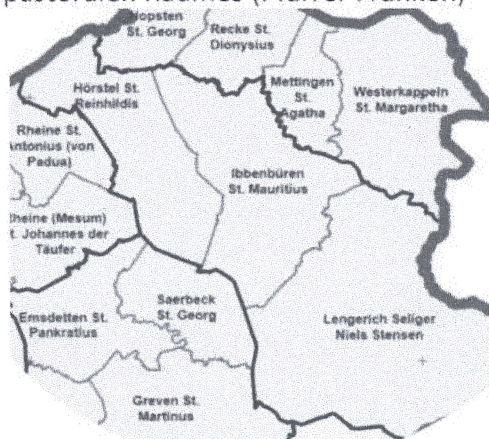 pastoralen Raumes (Pfarrer Franken)
Hopsten
St. Georg
Recke St.
Dionysius
Mettingen
St.
Agatha
Westerkappeln
St. Margaretha
Hörstel St.
Reinhildis
Rheine St.
Antonius (von
Padua)
Ibbenbüren
St. Mauritius
Rheine (Mesum)
St. Johannes der
Täufer
Saerbeck
St. Georg
Emsdetten St.
Pankratius
Lengerich Seliger
Niels Stensen
Greven St.
Martinus